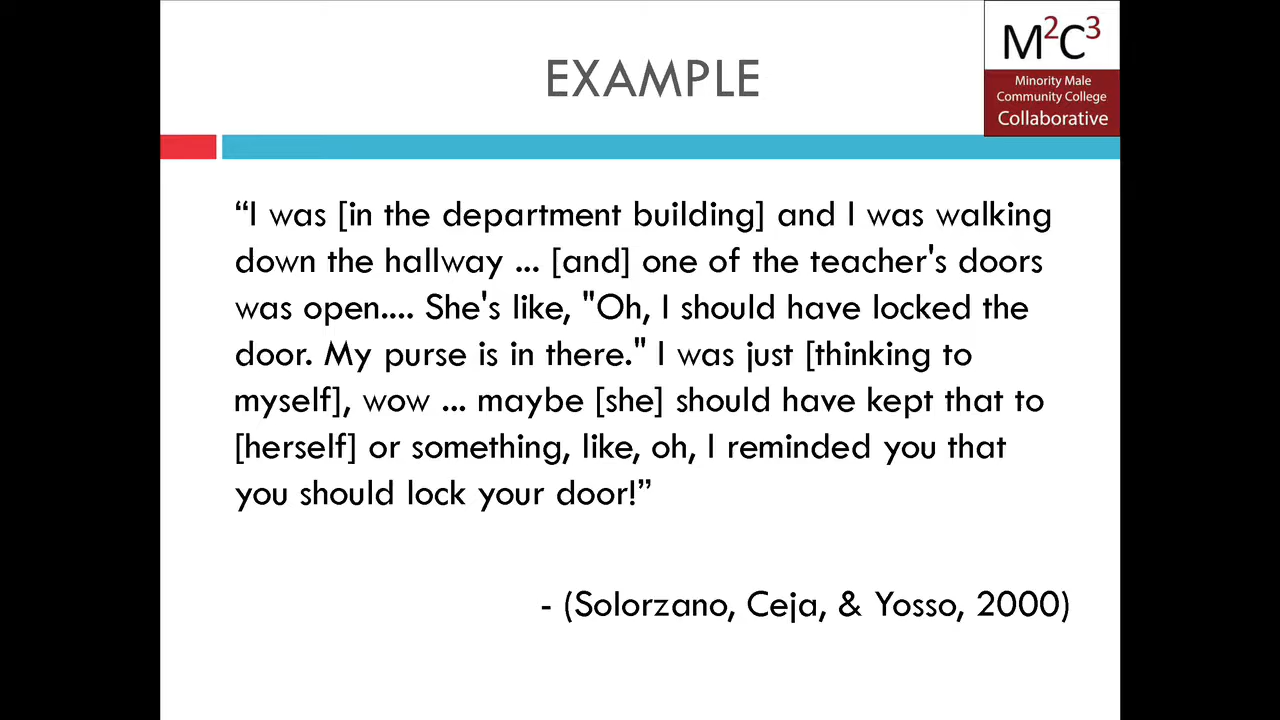 EXAMPLE
M²C³
Minority Male
Community College
Collaborative
“I was [in the department building] and I was walking
down the hallway ... [and] one of the teacher's doors
was open.... She's like, "Oh, I should have locked the
door. My purse is in there." I was just [thinking to
myself], wow ... maybe [she] should have kept that to
[herself] or something, like, oh, I reminded you that
you should lock your door!”
- (Solorzano, Ceja, & Yosso, 2000)